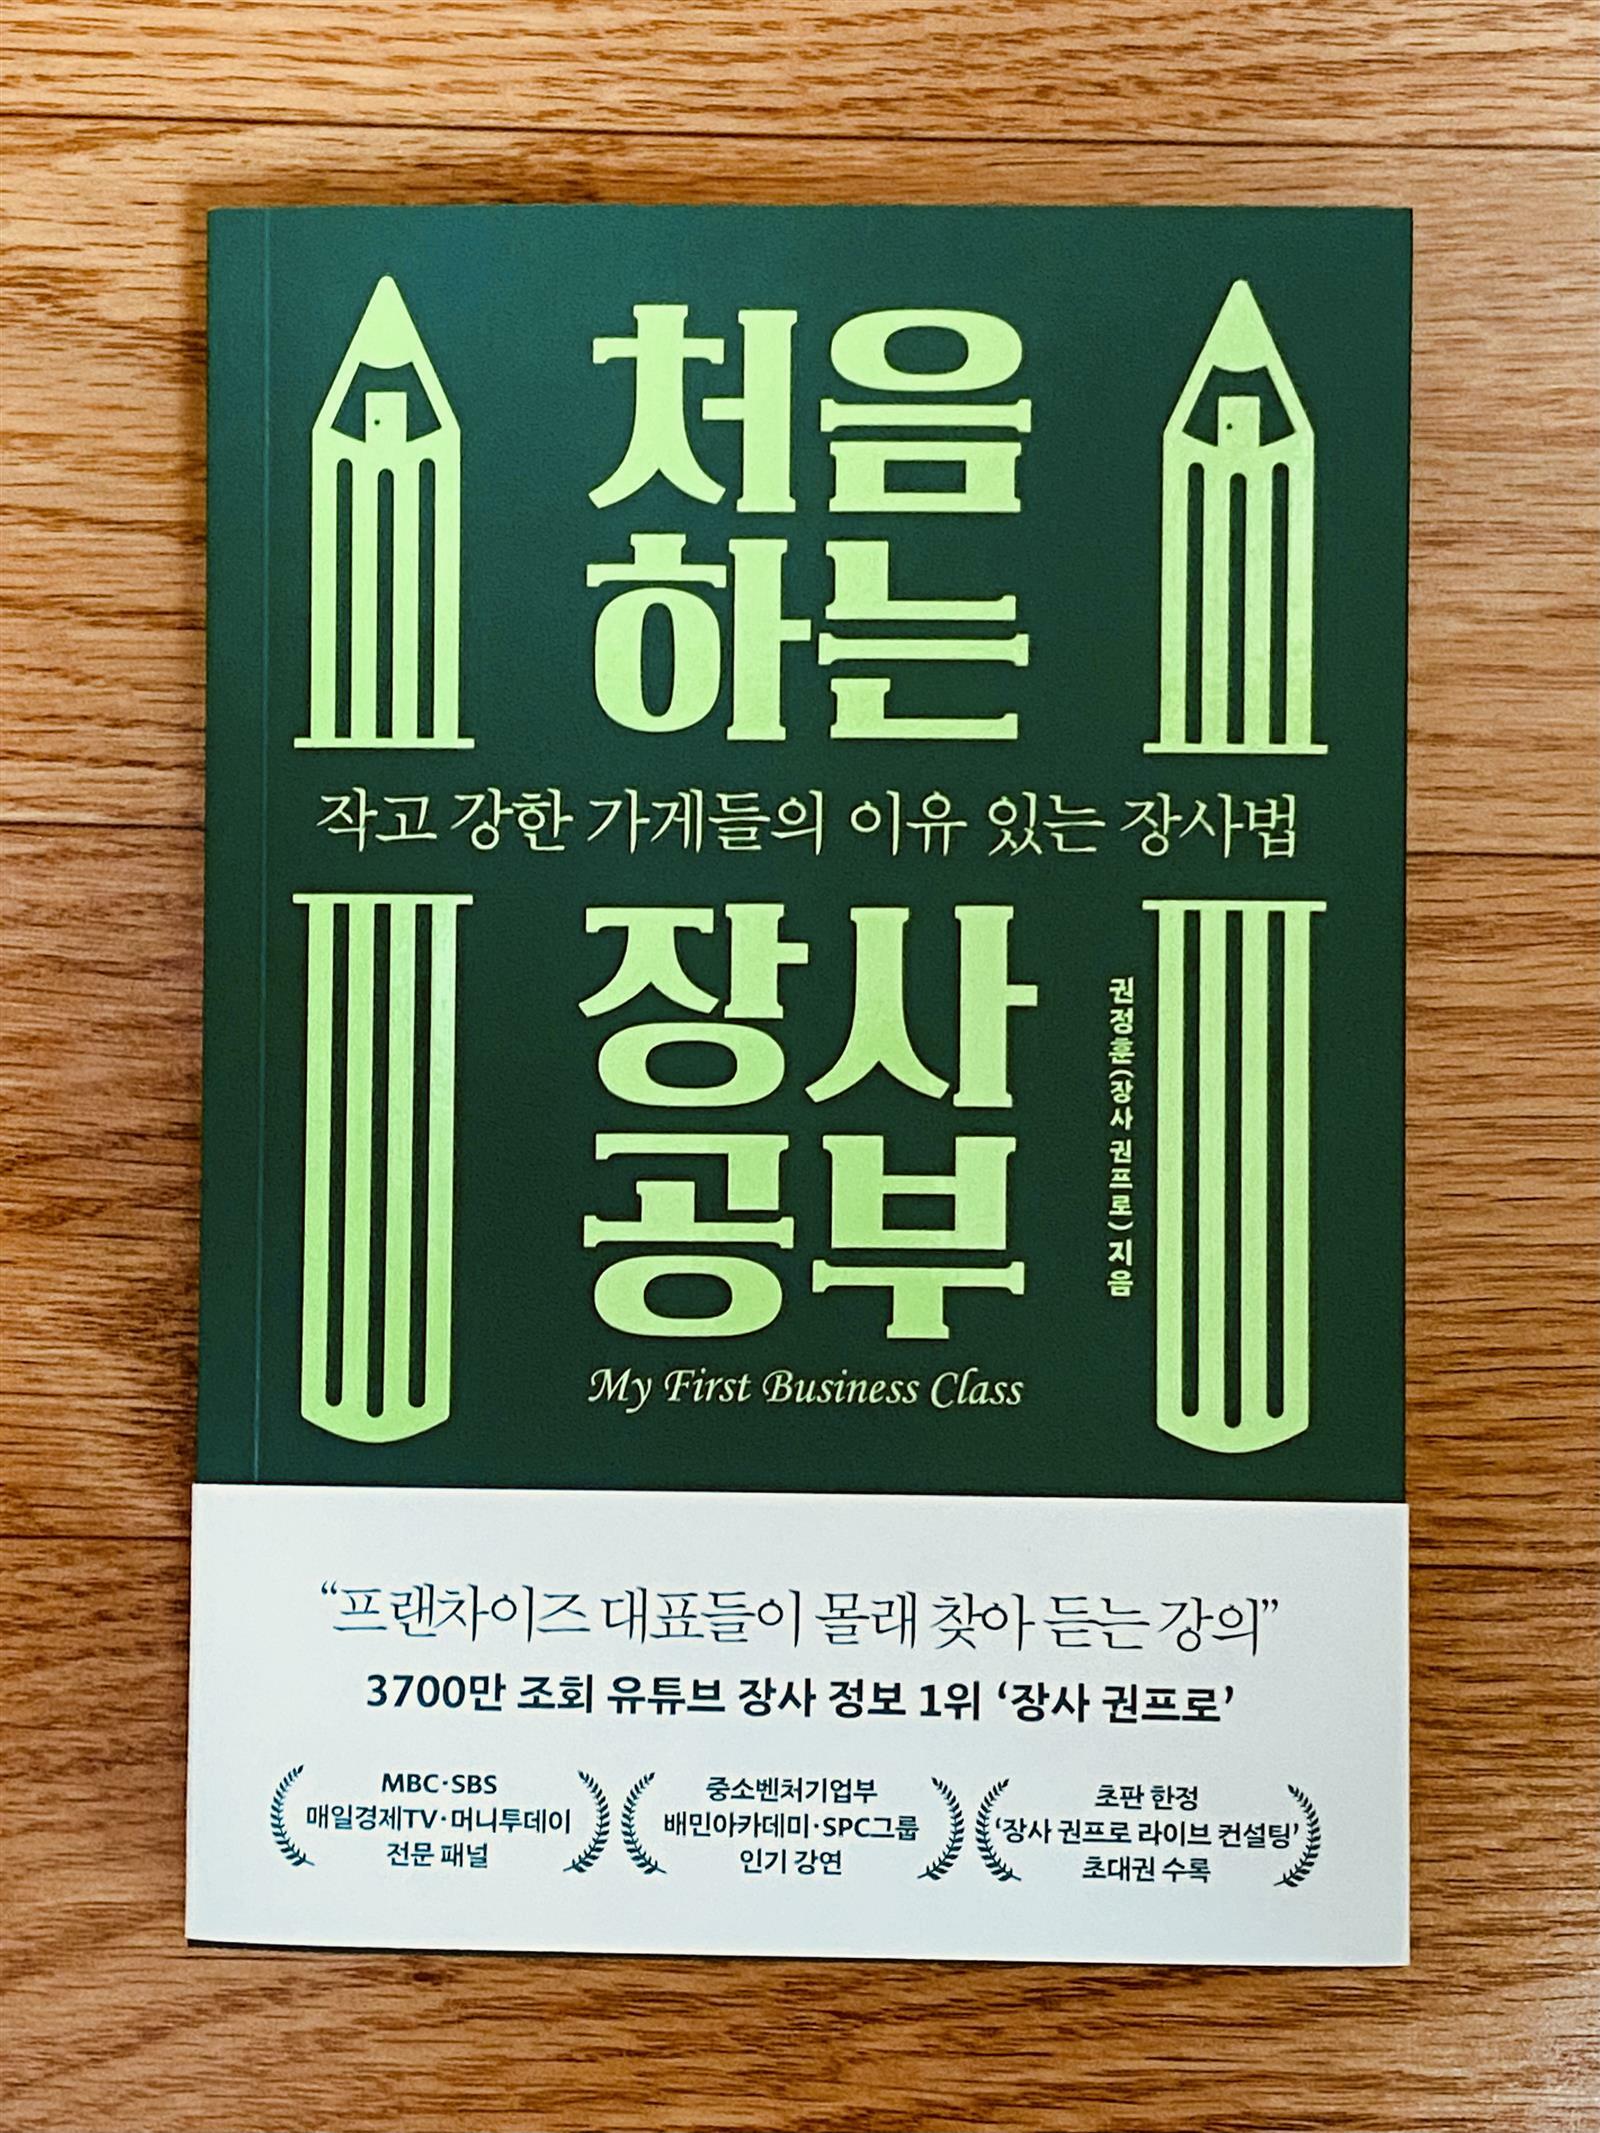 처음
하는
작고 강한 가게들의 이유 있는 장사법
장사
공부
권정훈(장사 권프로) 지음
My First Business Class
“프랜차이즈 대표들이 몰래 찾아 듣는 강의”
3700만 조회 유튜브 장사 정보 1위 ‘장사 권프로’
MBC·SBS
매일경제TV·머니투데이
전문 패널
중소벤처기업부
배민아카데미·SPC그룹
인기 강연
초판 한정
‘장사 권프로 라이브 컨설팅’
초대권 수록